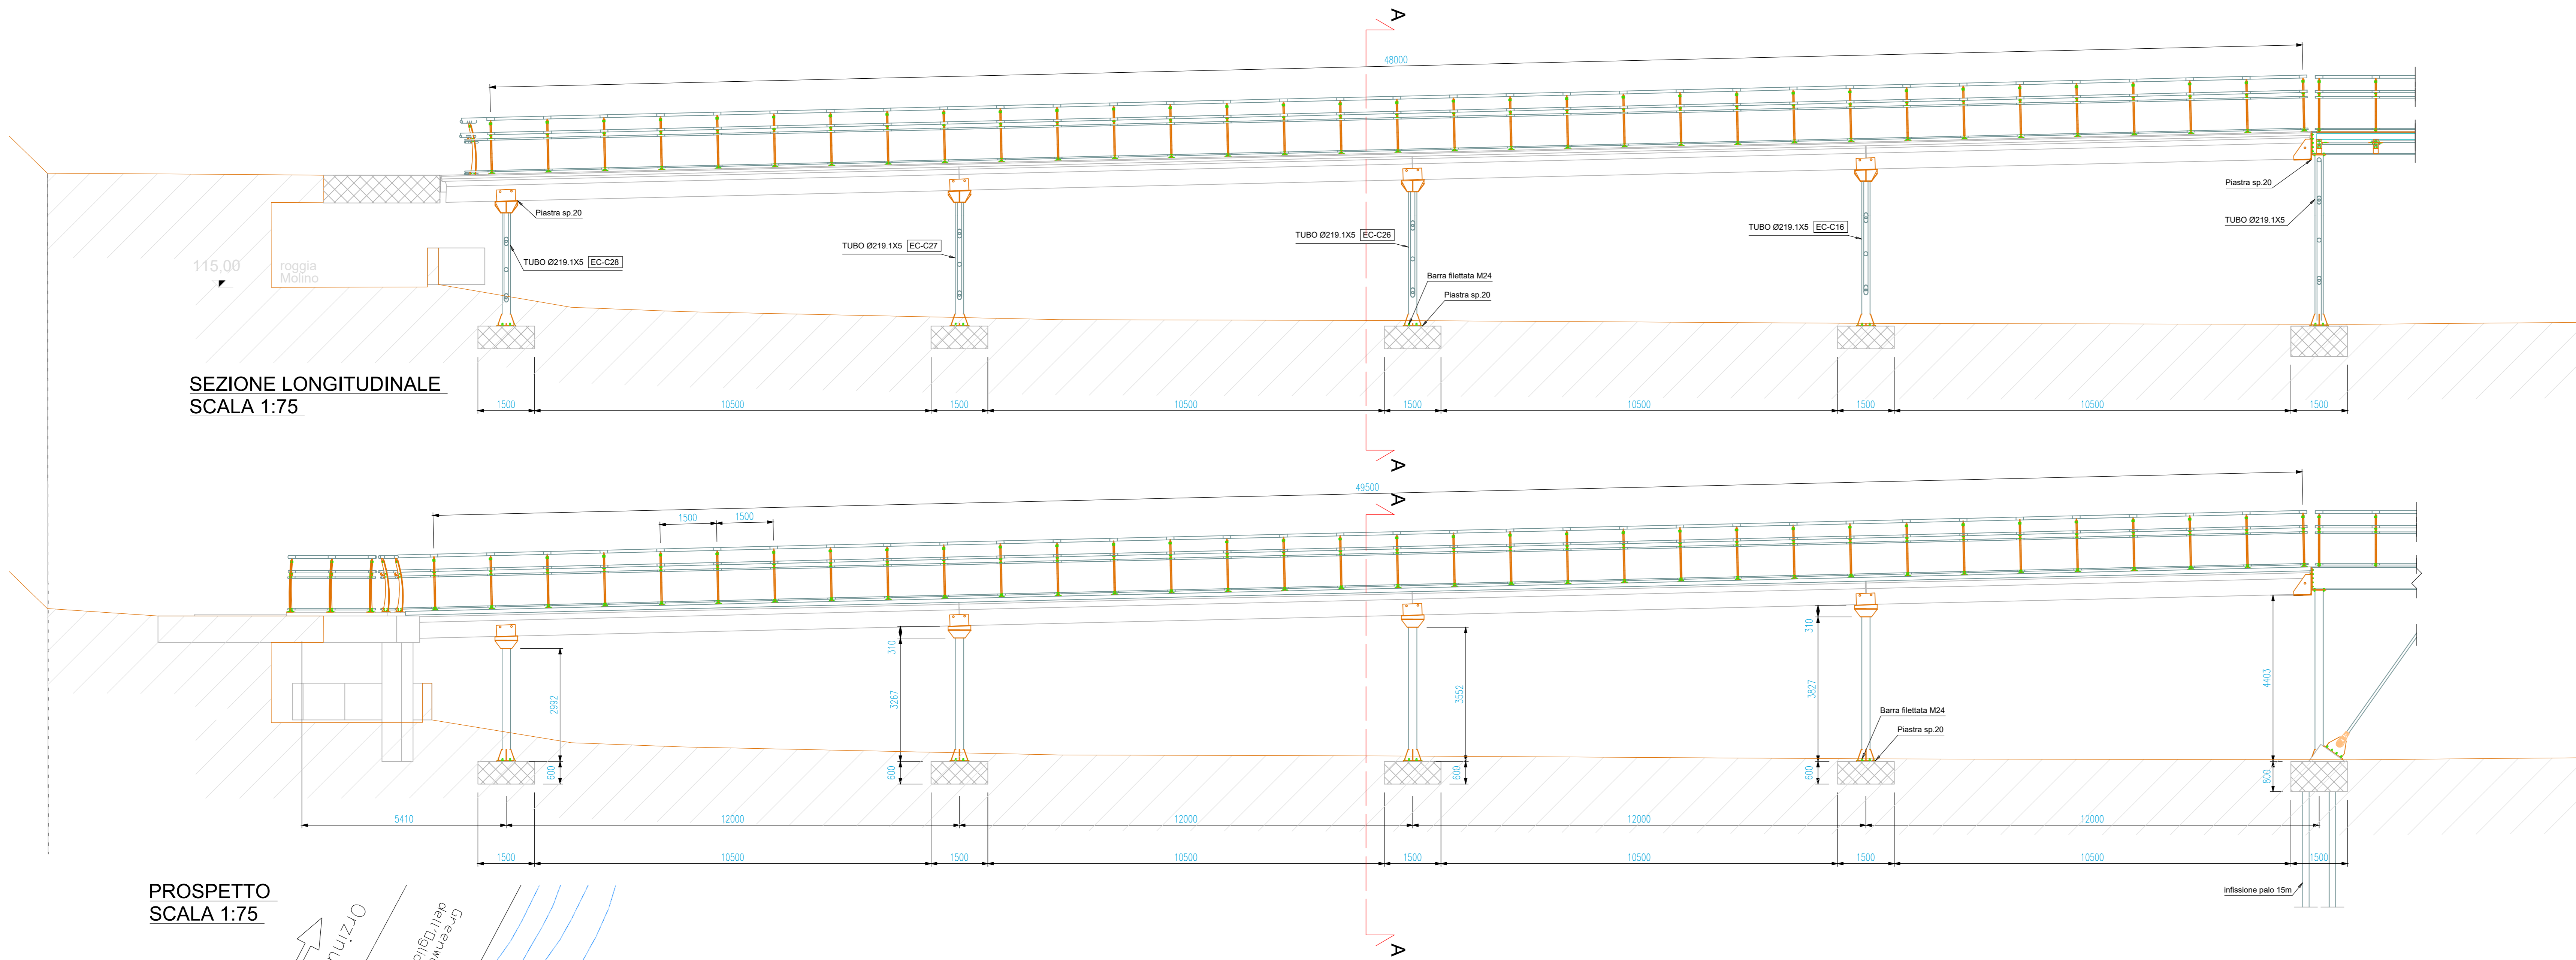 A
48000
Piastra sp.20
Piastra sp.20
TUBO Ø219.1X5
TUBO Ø219.1X5 EC-C16
TUBO Ø219.1X5 EC-C26
TUBO Ø219.1X5 EC-C27
TUBO Ø219.1X5 EC-C28
115,00
roggia
Molino
Barra filettata M24
Piastra sp.20
SEZIONE LONGITUDINALE
SCALA 1:75
1500
10500
1500
10500
1500
10500
1500
10500
1500
A
49500
A
1500
1500
2992
310
3267
3552
310
3827
4403
Barra filettata M24
Piastra sp.20
600
600
600
600
800
5410
12000
12000
12000
12000
1500
10500
1500
10500
1500
10500
1500
10500
1500
infissione palo 15m
PROSPETTO
SCALA 1:75
A